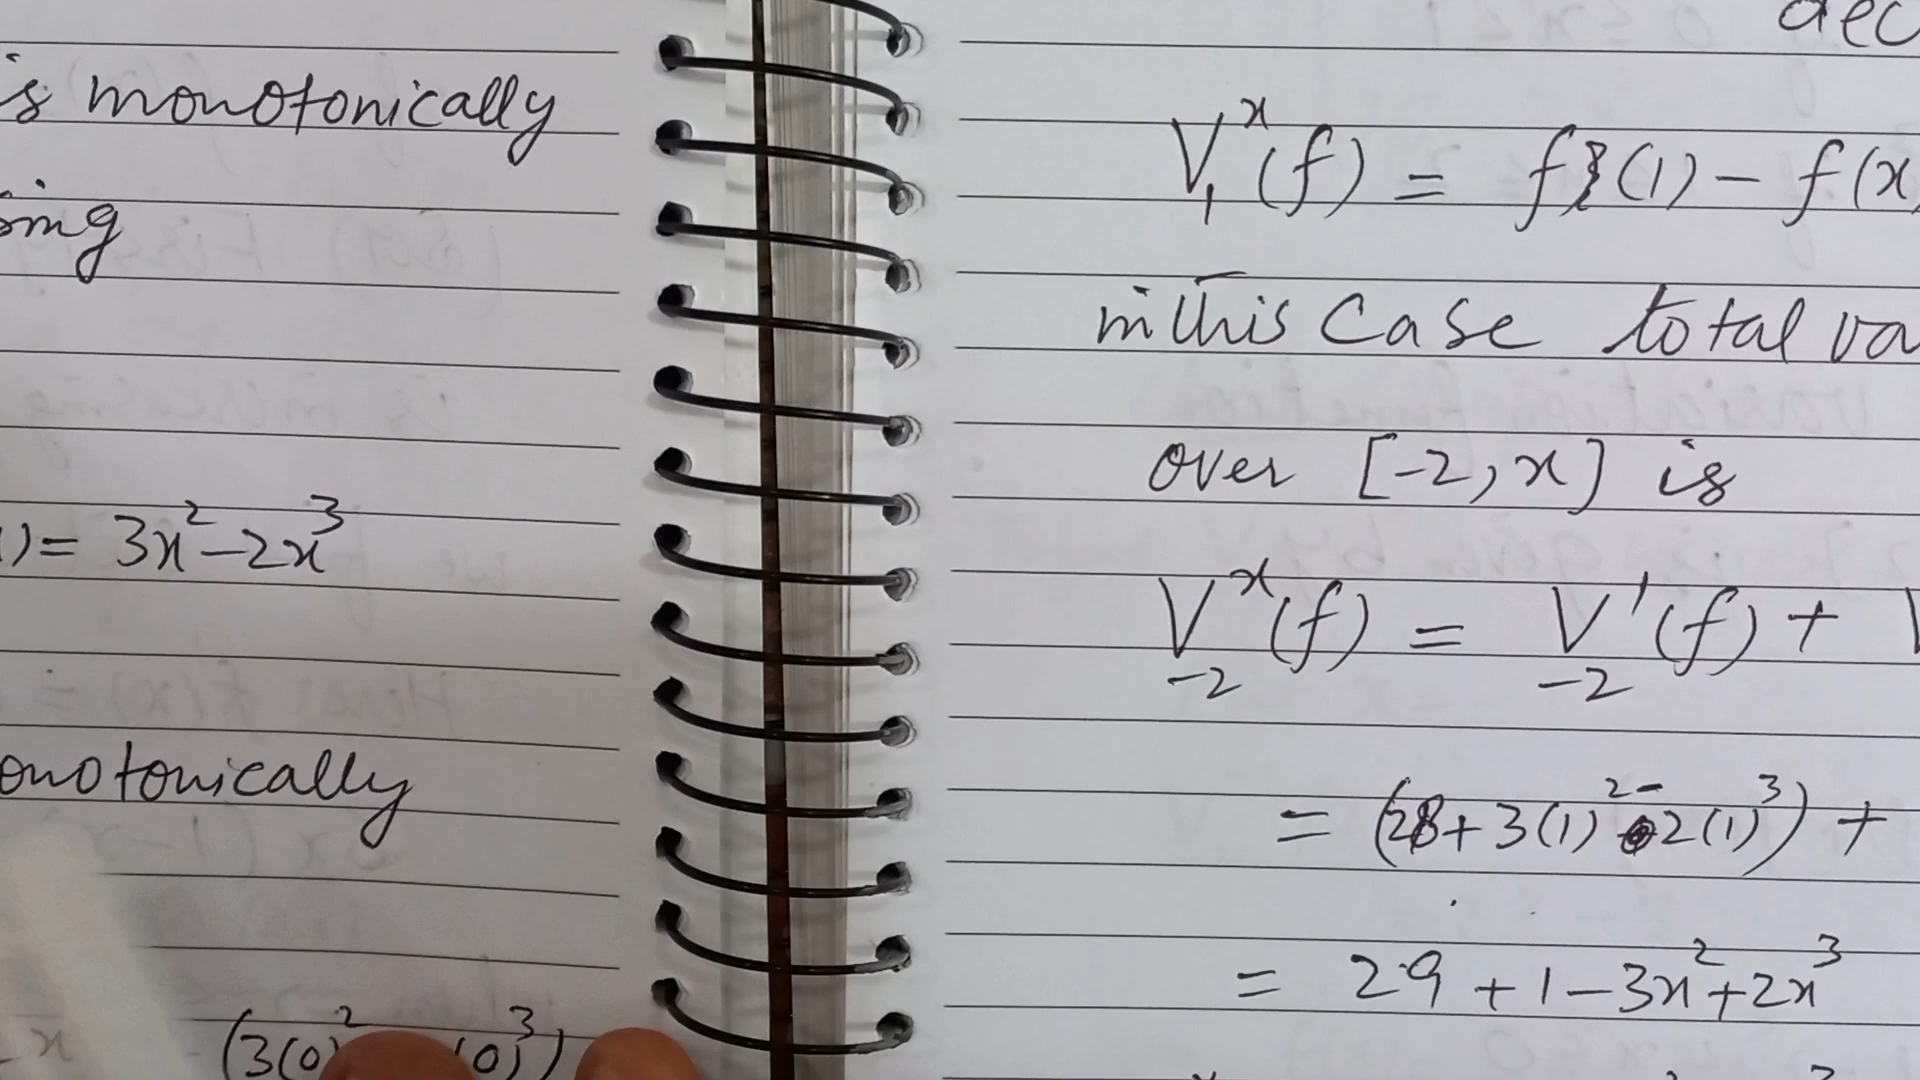 is monotonically
)= 3x²-2x³
onotonically
(3(0)² (0)³)
dec
V₁ˣ(f) = f(1) - f(x)
in this Case total va
over [-2, x] is
V₋₂ˣ(f) = V₋₂¹(f) + V
= (28+3(1)²-2(1)³) +
= 29 + 1 - 3x²+2x³